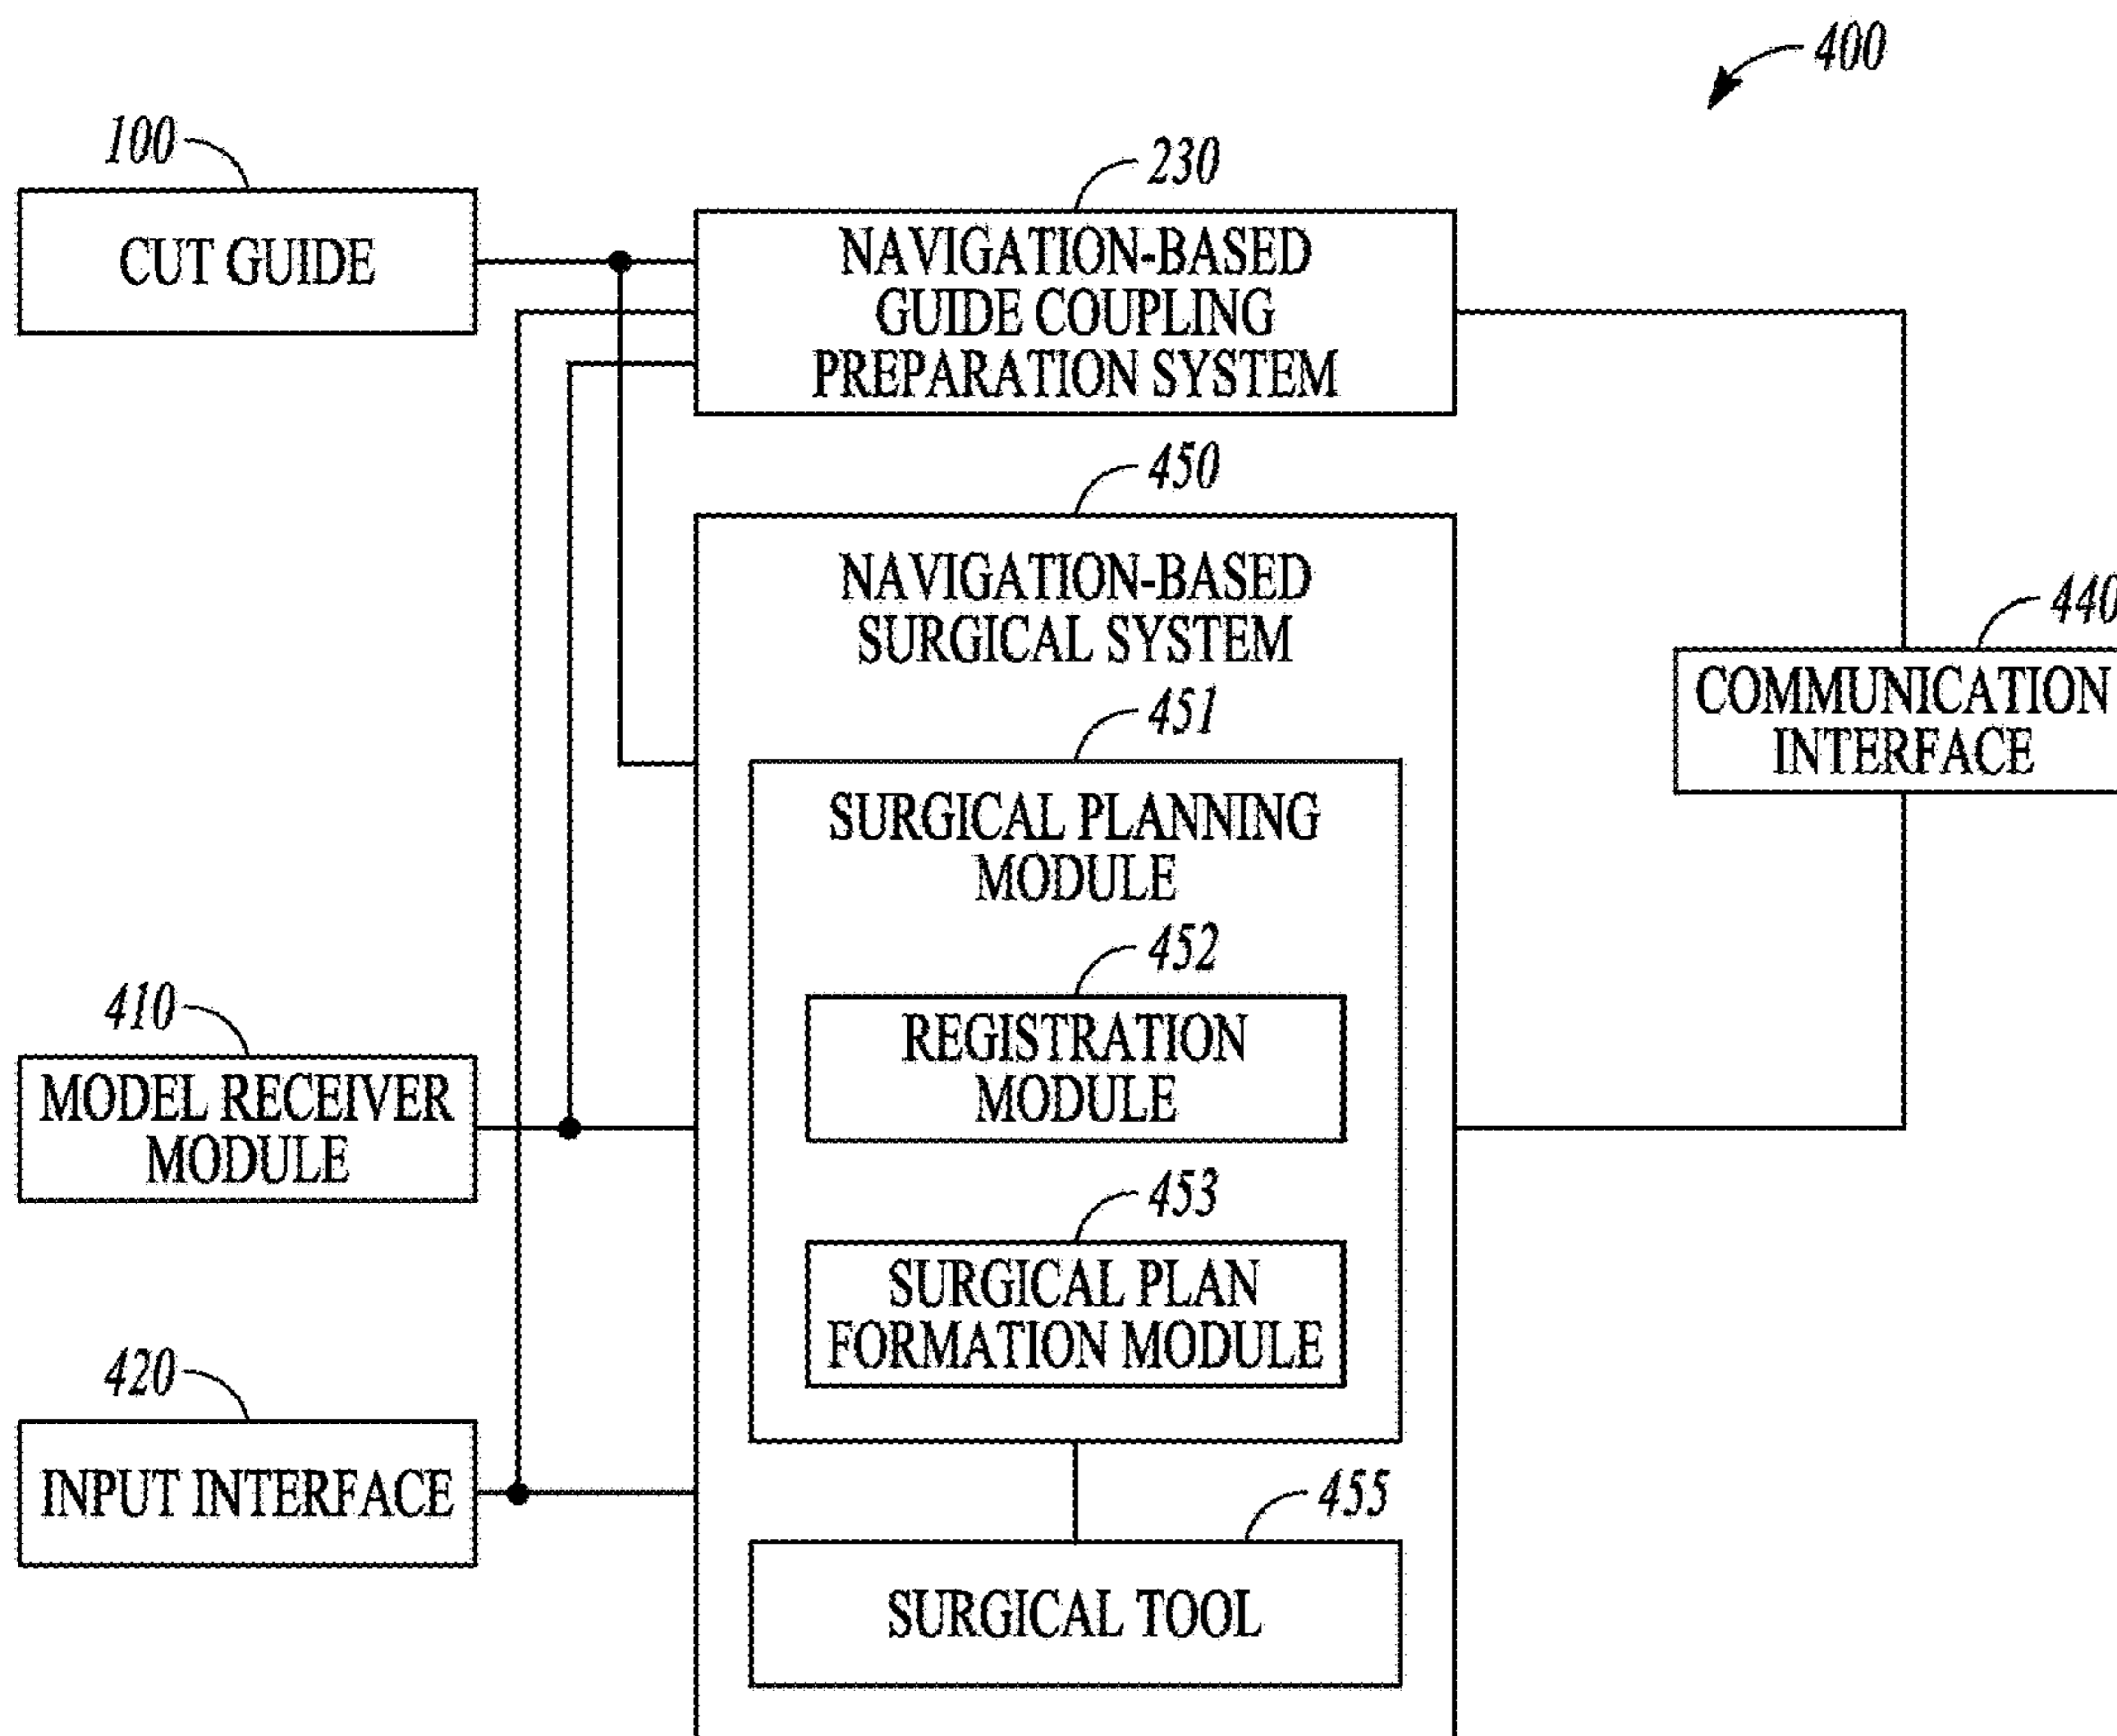 400
100
CUT GUIDE
230
NAVIGATION-BASED
GUIDE COUPLING
PREPARATION SYSTEM
450
NAVIGATION-BASED
SURGICAL SYSTEM
440
COMMUNICATION
INTERFACE
451
SURGICAL PLANNING
MODULE
452
REGISTRATION
MODULE
410
MODEL RECEIVER
MODULE
453
SURGICAL PLAN
FORMATION MODULE
420
INPUT INTERFACE
455
SURGICAL TOOL